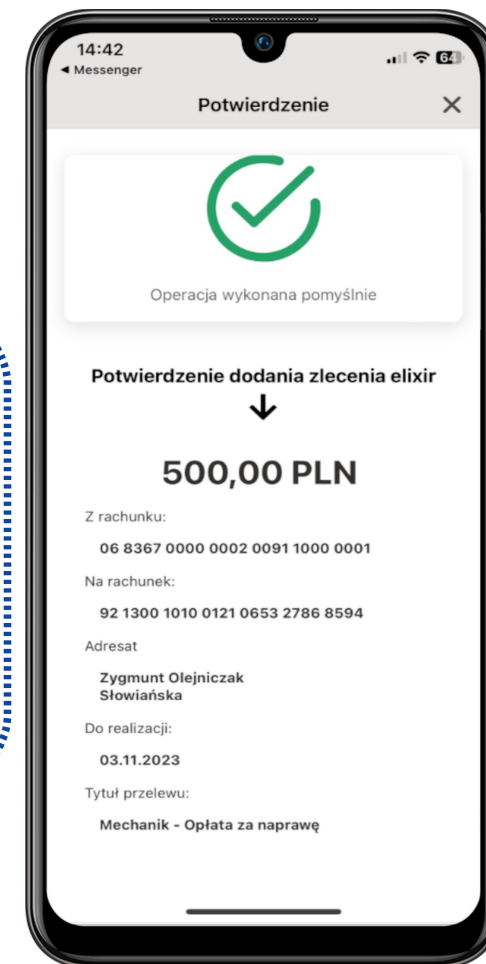 14:42
◀ Messenger
64
Potwierdzenie
Operacja wykonana pomyślnie
Potwierdzenie dodania zlecenia elixir
500,00 PLN
Z rachunku:
06 8367 0000 0002 0091 1000 0001
Na rachunek:
92 1300 1010 0121 0653 2786 8594
Adresat
Zygmunt Olejniczak
Słowiańska
Do realizacji:
03.11.2023
Tytuł przelewu:
Mechanik - Opłata za naprawę